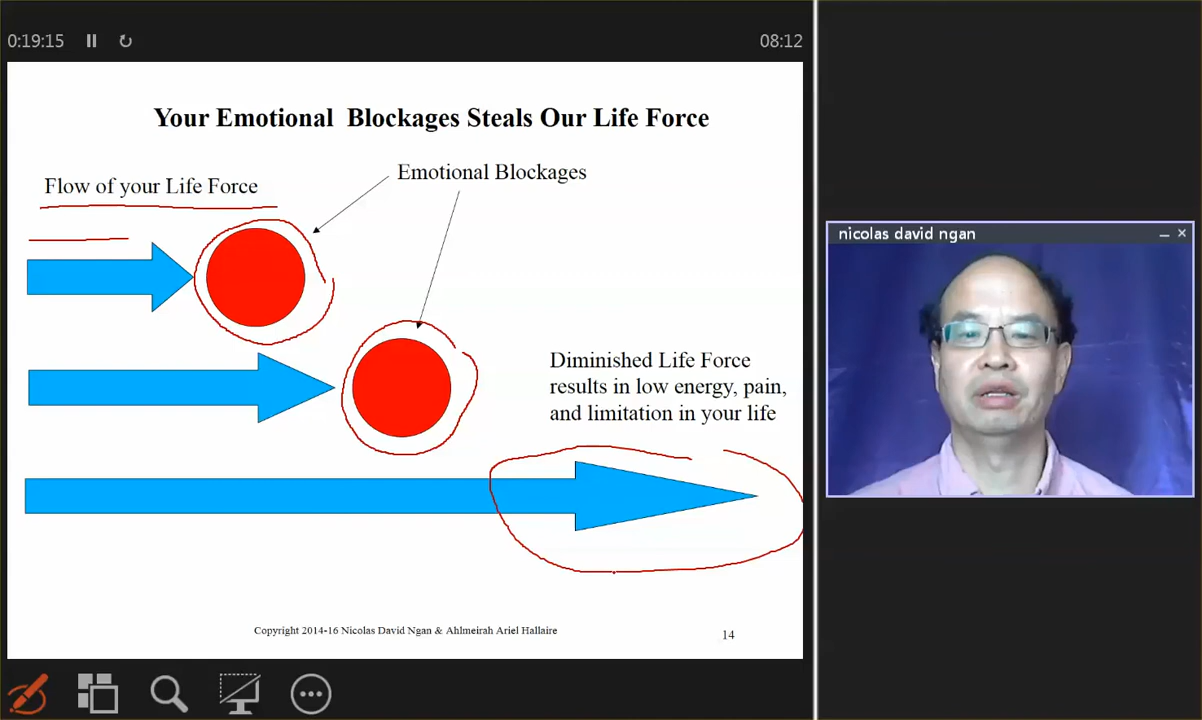 0:19:15
08:12
Your Emotional Blockages Steals Our Life Force
Emotional Blockages
Flow of your Life Force
Diminished Life Force
results in low energy, pain,
and limitation in your life
Copyright 2014-16 Nicolas David Ngan & Ahlmeirah Ariel Hallaire
14
nicolas david ngan